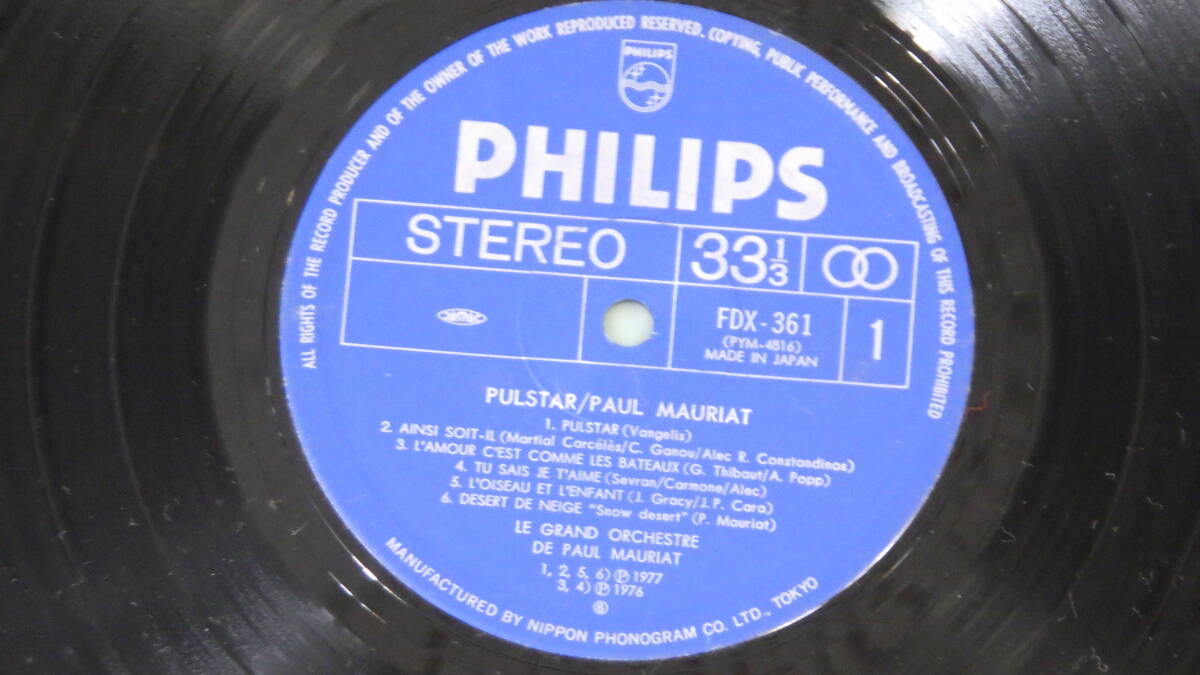 ALL RIGHTS OF THE RECORD PRODUCER AND OF THE OWNER OF THE WORK REPRODUCED RESERVED. COPYING, PUBLIC PERFORMANCE AND BROADCASTING OF THIS RECORD PROHIBITED
PHILIPS
PHILIPS
STEREO
33 1/3
FDX-361
(PYM-4816)
MADE IN JAPAN
1
PULSTAR/PAUL MAURIAT
1. PULSTAR (Vangelis)
2. AINSI SOIT-IL (Martial Carcélès/C. Ganou/Alec R. Constandinos)
3. L'AMOUR C'EST COMME LES BATEAUX (G. Thibaut/A. Popp)
4. TU SAIS JE T'AIME (Sevran/Carmone/Alec)
5. L'OISEAU ET L'ENFANT (J. Gracy/J.P. Cara)
6. DESERT DE NEIGE "Snow desert" (P. Mauriat)
LE GRAND ORCHESTRE
DE PAUL MAURIAT
1, 2, 5, 6) Ⓟ 1977
3, 4) Ⓟ 1976
MANUFACTURED BY NIPPON PHONOGRAM CO. LTD., TOKYO